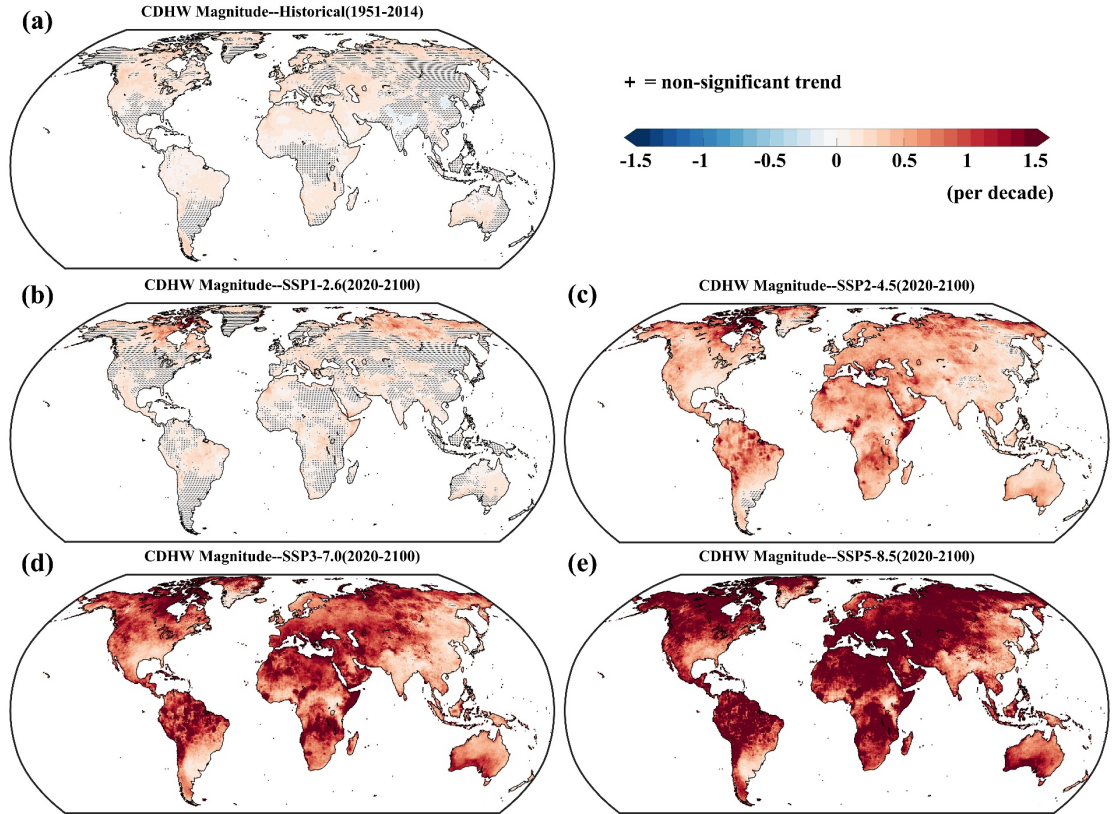 (a)
CDHW Magnitude--Historical(1951-2014)
+ = non-significant trend
-1.5 -1 -0.5 0 0.5 1 1.5
(per decade)
(b)
CDHW Magnitude--SSP1-2.6(2020-2100)
(c)
CDHW Magnitude--SSP2-4.5(2020-2100)
(d)
CDHW Magnitude--SSP3-7.0(2020-2100)
(e)
CDHW Magnitude--SSP5-8.5(2020-2100)